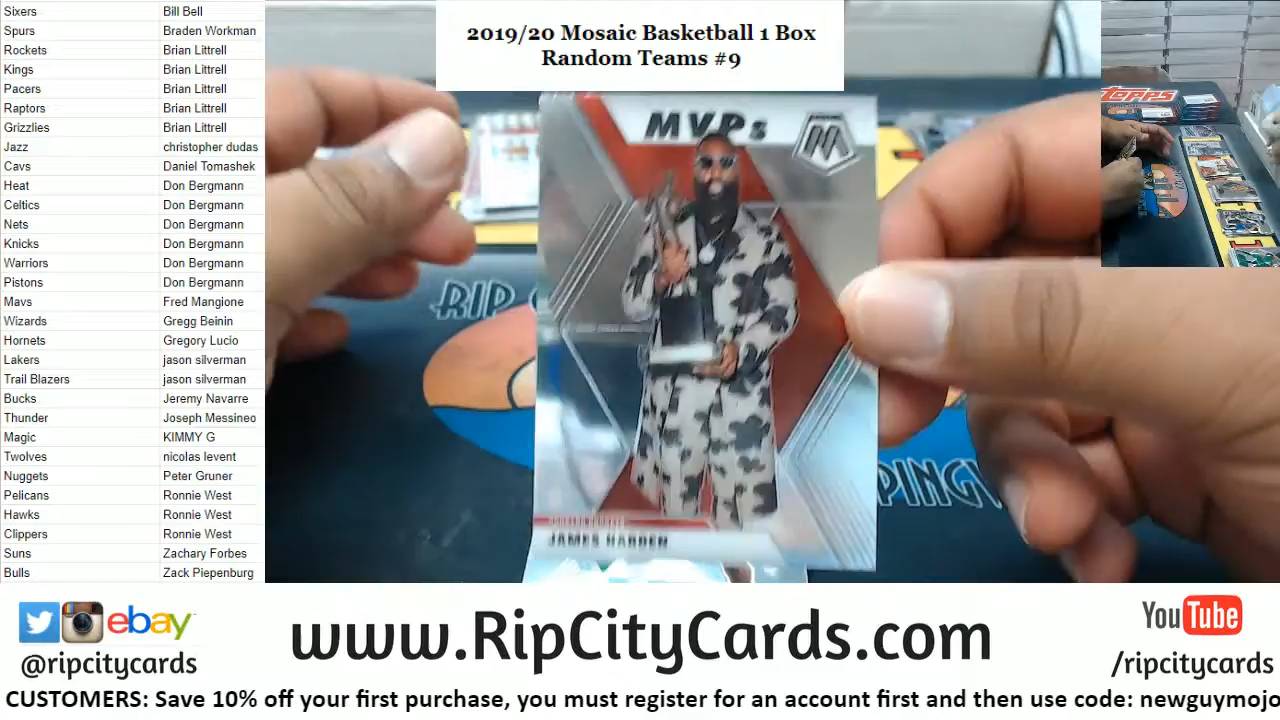 2019/20 Mosaic Basketball 1 Box
Random Teams #9
Sixers Bill Bell
Spurs Braden Workman
Rockets Brian Littrell
Kings Brian Littrell
Pacers Brian Littrell
Raptors Brian Littrell
Grizzlies Brian Littrell
Jazz christopher dudas
Cavs Daniel Tomashek
Heat Don Bergmann
Celtics Don Bergmann
Nets Don Bergmann
Knicks Don Bergmann
Warriors Don Bergmann
Pistons Don Bergmann
Mavs Fred Mangione
Wizards Gregg Beinin
Hornets Gregory Lucio
Lakers jason silverman
Trail Blazers jason silverman
Bucks Jeremy Navarre
Thunder Joseph Messineo
Magic KIMMY G
Twolves nicolas levent
Nuggets Peter Gruner
Pelicans Ronnie West
Hawks Ronnie West
Clippers Ronnie West
Suns Zachary Forbes
Bulls Zack Piepenburg
MVPs
JAMES HARDEN
RIP
TOPPS
ebay
@ripcitycards
www.RipCityCards.com
YouTube
/ripcitycards
CUSTOMERS: Save 10% off your first purchase, you must register for an account first and then use code: newguymojo